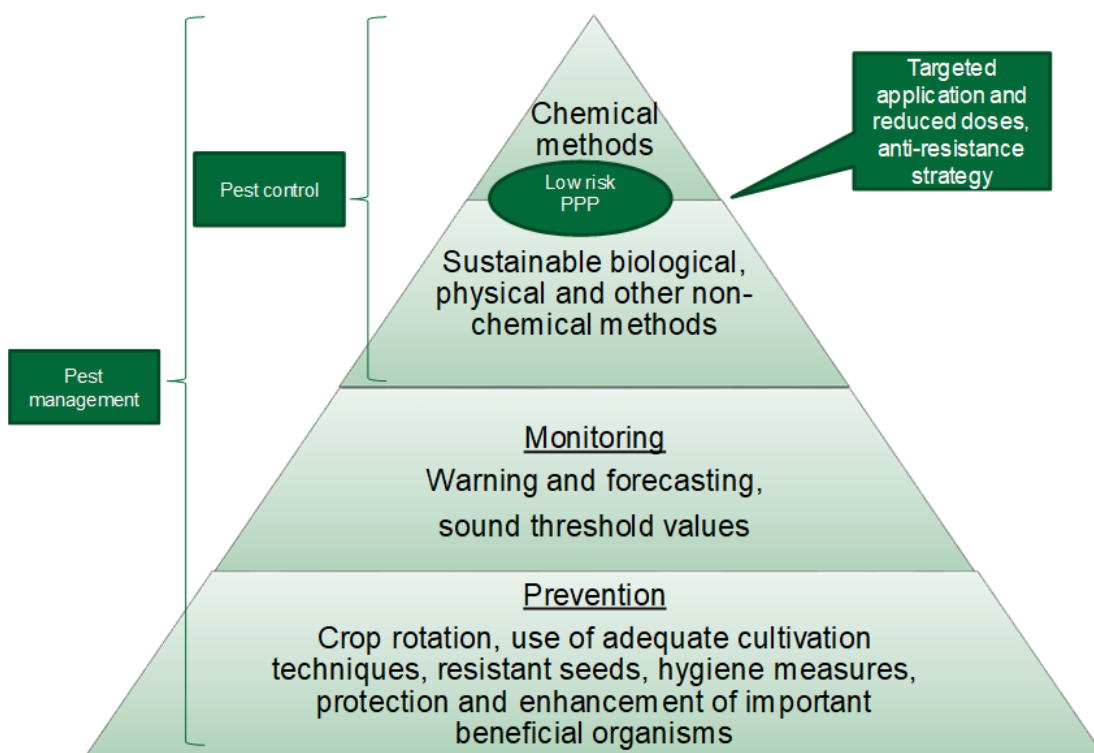 Chemical
methods
Targeted
application and
reduced doses,
anti-resistance
strategy
Low risk
PPP
Pest control
Sustainable biological,
physical and other non-
chemical methods
Pest
management
Monitoring
Warning and forecasting,
sound threshold values
Prevention
Crop rotation, use of adequate cultivation
techniques, resistant seeds, hygiene measures,
protection and enhancement of important
beneficial organisms